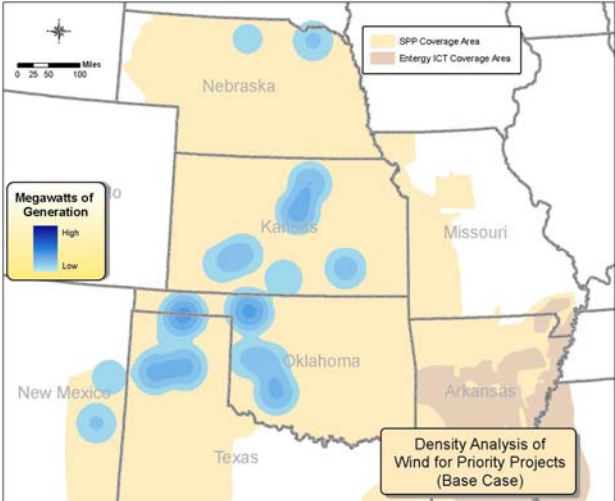 Miles
0 25 50 100
SPP Coverage Area
Entergy ICT Coverage Area
Nebraska
Megawatts of
Generation
High
Low
o
Kansas
Missouri
Oklahoma
New Mexico
Arkansas
Texas
Density Analysis of
Wind for Priority Projects
(Base Case)